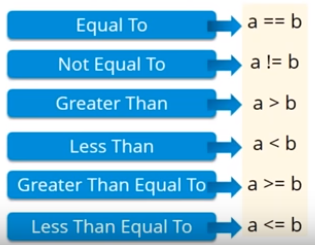 Equal To a == b
Not Equal To a != b
Greater Than a > b
Less Than a < b
Greater Than Equal To a >= b
Less Than Equal To a <= b